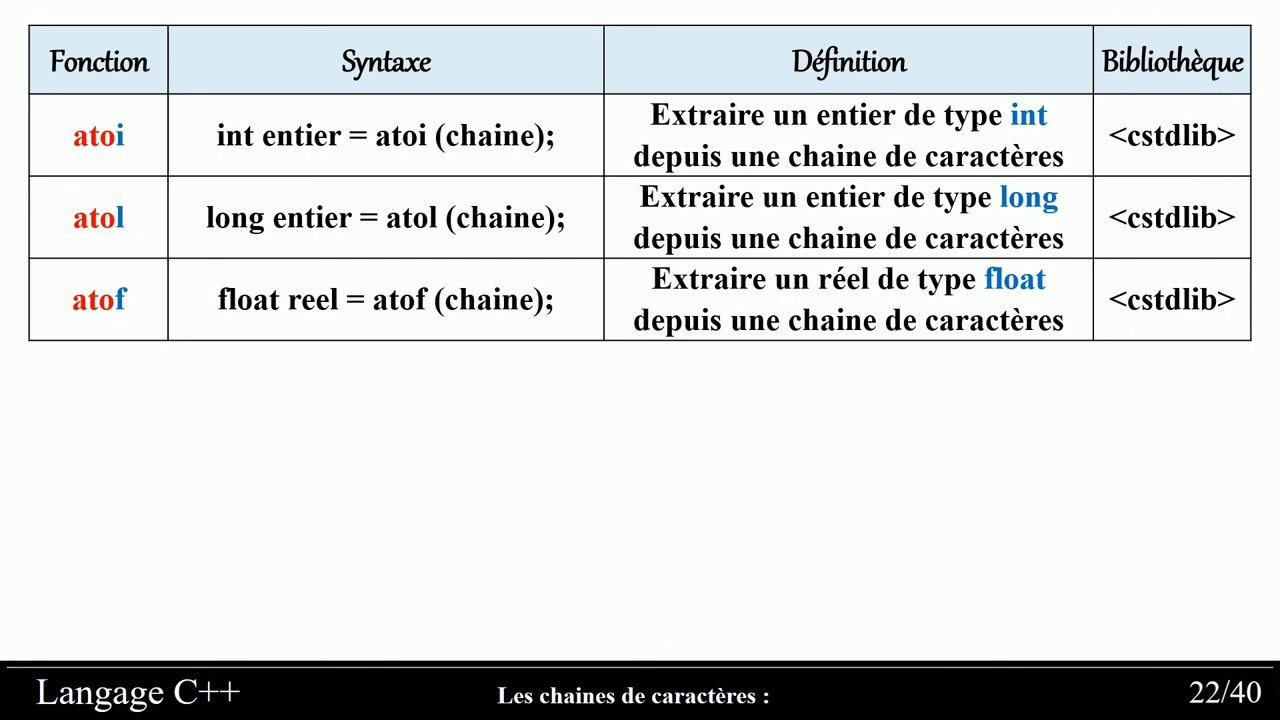 Fonction Syntaxe Définition Bibliothèque
atoi int entier = atoi (chaine); Extraire un entier de type int depuis une chaine de caractères <cstdlib>
atol long entier = atol (chaine); Extraire un entier de type long depuis une chaine de caractères <cstdlib>
atof float reel = atof (chaine); Extraire un réel de type float depuis une chaine de caractères <cstdlib>
Langage C++ Les chaines de caractères : 22/40